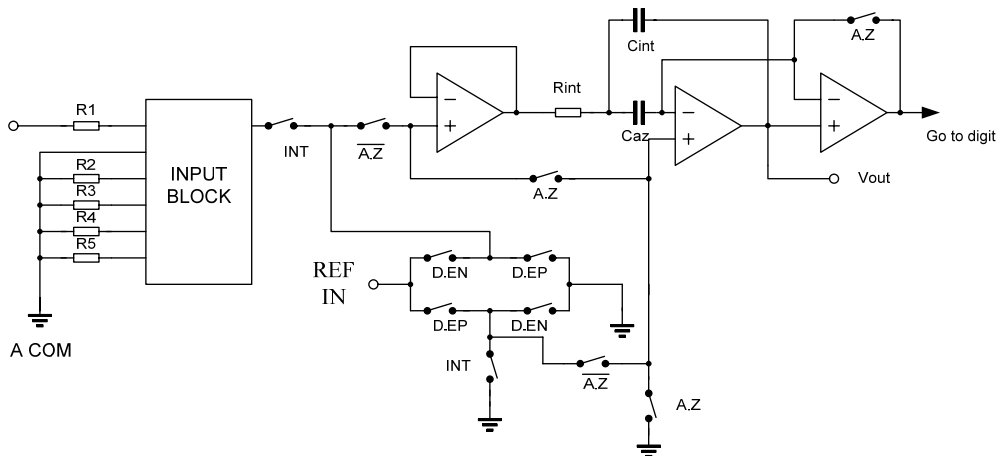 A.Z
Cint
R1
Rint
Caz
Go to digit
INT
A.Z
R2
INPUT
BLOCK
R3
R4
R5
A.Z
Vout
REF
IN
D.EN
D.EP
D.EP
D.EN
A COM
INT
A.Z
A.Z